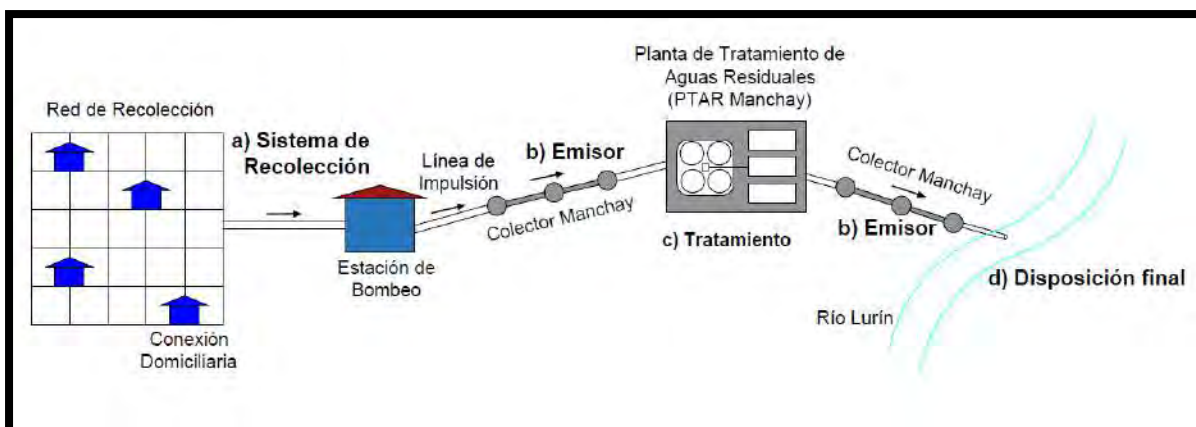 Red de Recolección
a) Sistema de
Recolección
Conexión
Domiciliaria
Estación de
Bombeo
Línea de
Impulsión
b) Emisor
Colector Manchay
Planta de Tratamiento de
Aguas Residuales
(PTAR Manchay)
c) Tratamiento
Colector Manchay
b) Emisor
d) Disposición final
Río Lurín